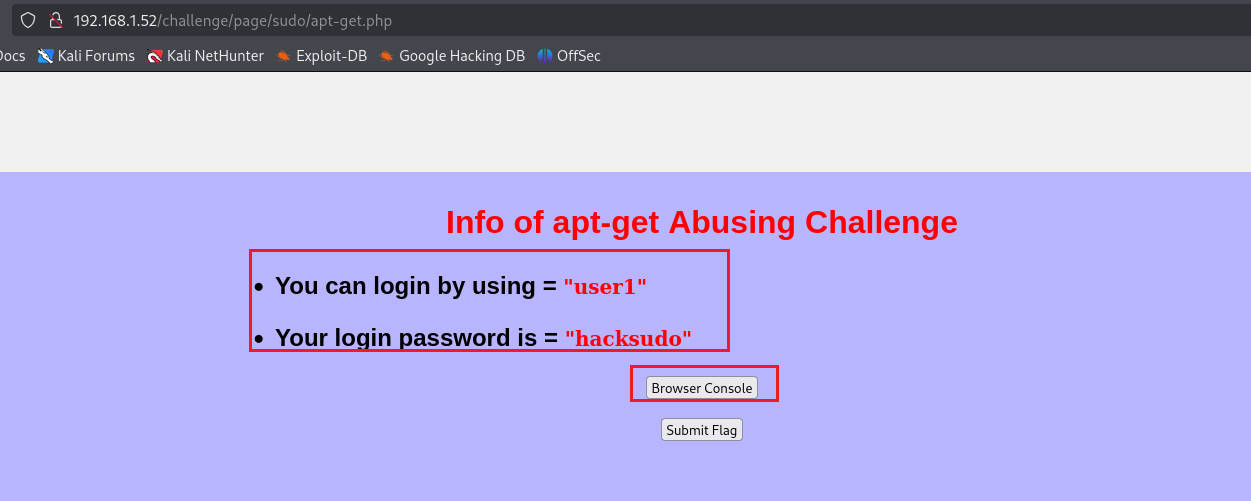 192.168.1.52/challenge/page/sudo/apt-get.php
Docs Kali Forums Kali NetHunter Exploit-DB Google Hacking DB OffSec
Info of apt-get Abusing Challenge
• You can login by using = "user1"
• Your login password is = "hacksudo"
Browser Console
Submit Flag